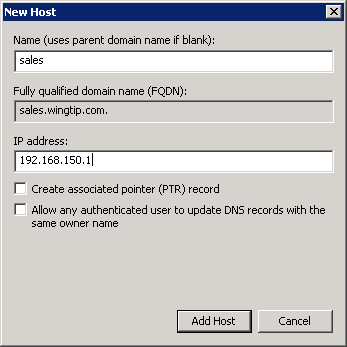 New Host
Name (uses parent domain name if blank):
sales
Fully qualified domain name (FQDN):
sales.wingtip.com.
IP address:
192.168.150.1
Create associated pointer (PTR) record
Allow any authenticated user to update DNS records with the
same owner name
Add Host
Cancel